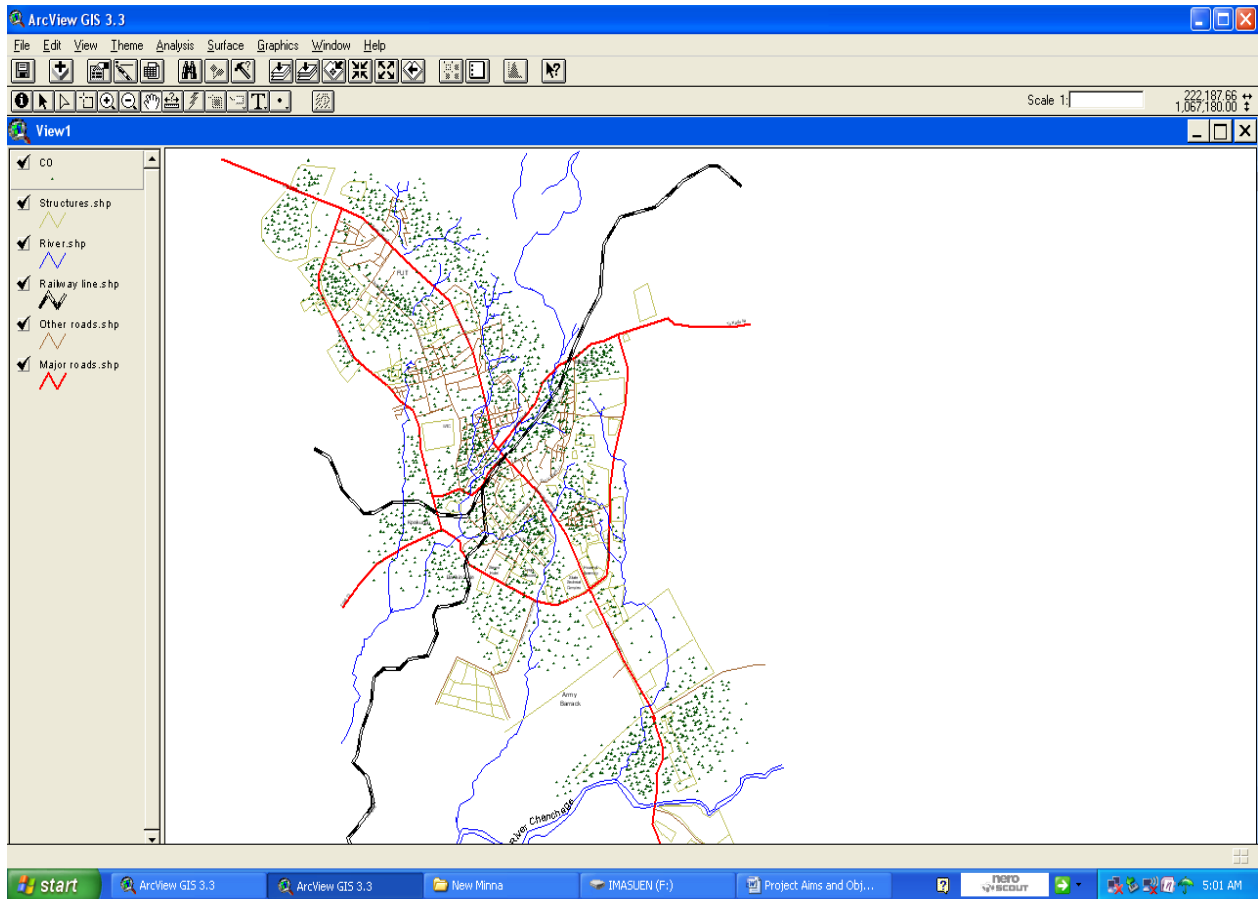 ArcView GIS 3.3
File Edit View Theme Analysis Surface Graphics Window Help
Scale 1:
222,187.66
1,067,180.00
View1
CO
Structures.shp
River.shp
Railway line.shp
Other roads.shp
Major roads.shp
FUT
Army
Barrack
River Chanchaga
start
ArcView GIS 3.3
ArcView GIS 3.3
New Minna
IMASUEN (F:)
Project Aims and Obj...
nero
SCOUT
5:01 AM